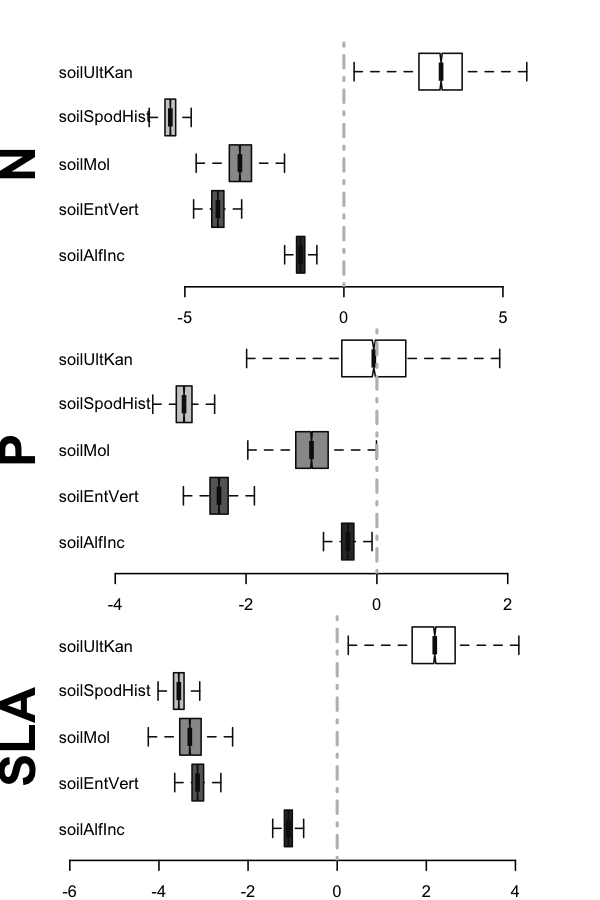 N
soilUltKan
soilSpodHist
soilMol
soilEntVert
soilAlfInc
-5 0 5
P
soilUltKan
soilSpodHist
soilMol
soilEntVert
soilAlfInc
-4 -2 0 2
SLA
soilUltKan
soilSpodHist
soilMol
soilEntVert
soilAlfInc
-6 -4 -2 0 2 4